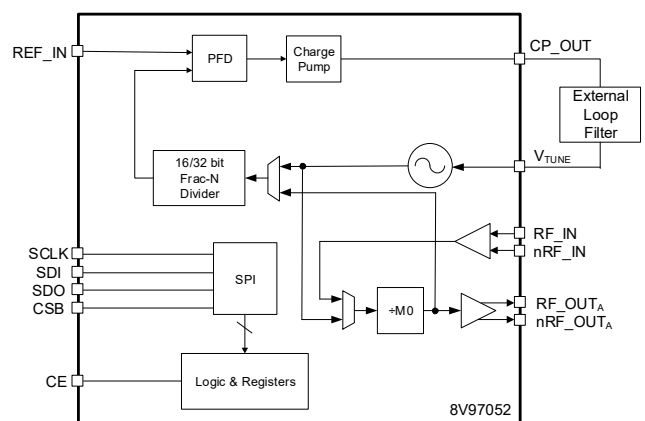 REF_IN
PFD
Charge
Pump
CP_OUT
External
Loop
Filter
16/32 bit
Frac-N
Divider
VTUNE
RF_IN
nRF_IN
SCLK
SDI
SDO
CSB
SPI
÷M0
RF_OUTA
nRF_OUTA
CE
Logic & Registers
8V97052